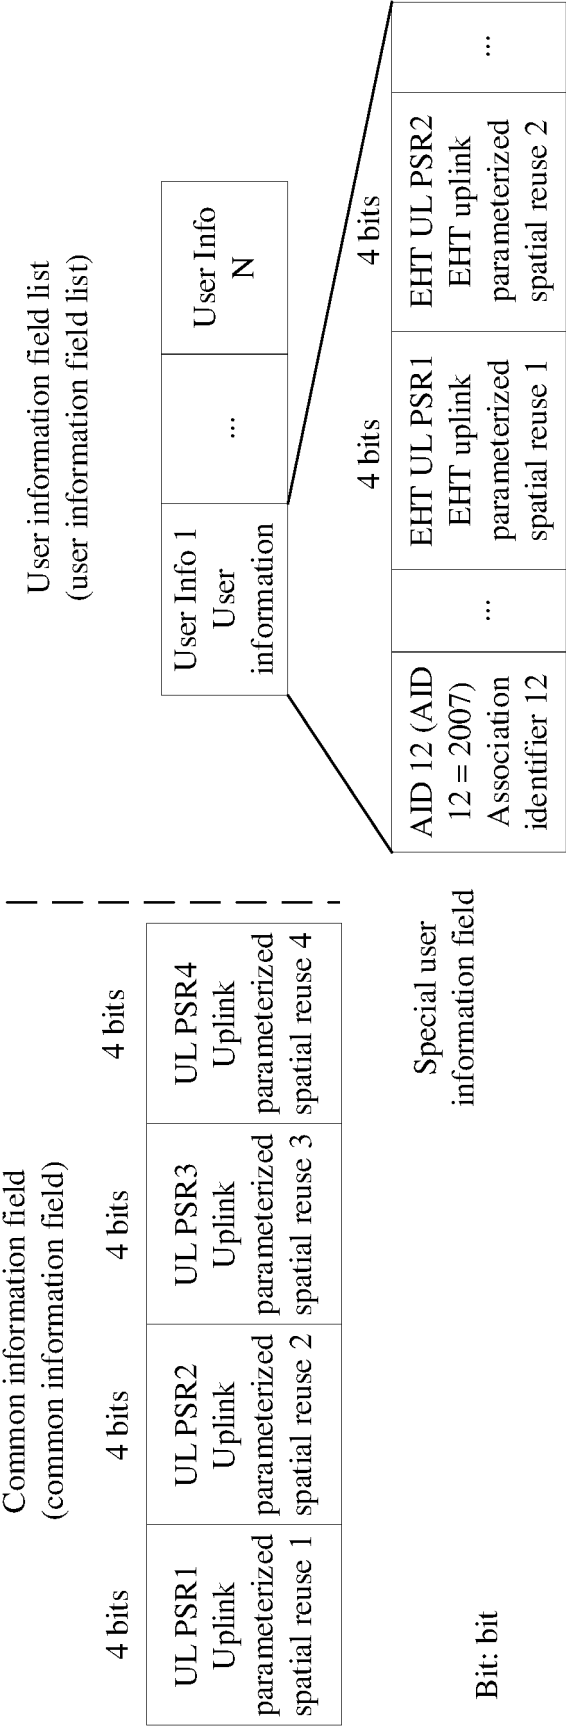 Common information field
(common information field)
4 bits
4 bits
4 bits
4 bits
UL PSR1
Uplink
parameterized
spatial reuse 1
UL PSR2
Uplink
parameterized
spatial reuse 2
UL PSR3
Uplink
parameterized
spatial reuse 3
UL PSR4
Uplink
parameterized
spatial reuse 4
User information field list
(user information field list)
User Info 1
User
information
...
User Info
N
Special user
information field
4 bits
4 bits
AID 12 (AID
12 = 2007)
Association
identifier 12
...
EHT UL PSR1
EHT uplink
parameterized
spatial reuse 1
EHT UL PSR2
EHT uplink
parameterized
spatial reuse 2
...
Bit: bit